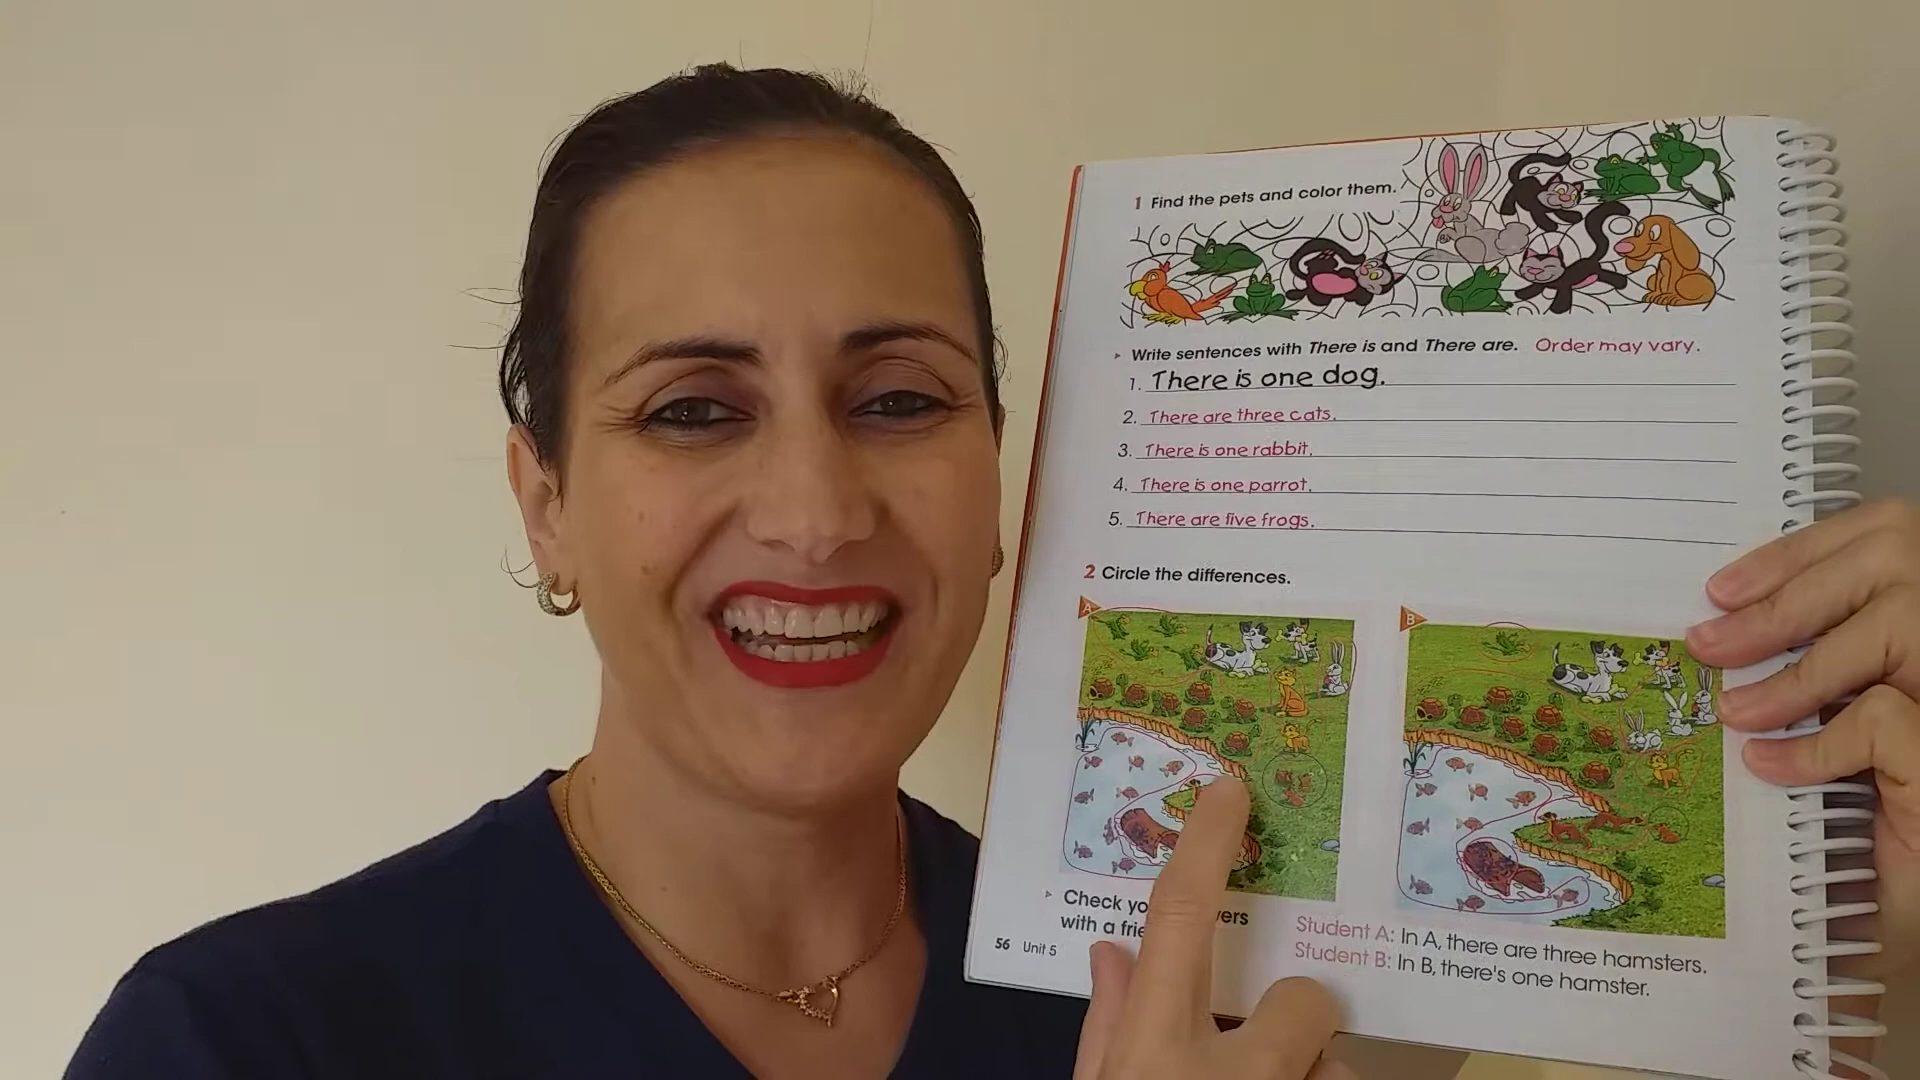 1 Find the pets and color them.
Write sentences with There is and There are. Order may vary.
1. There is one dog.
2. There are three cats.
3. There is one rabbit.
4. There is one parrot.
5. There are five frogs.
2 Circle the differences.
A
B
Check yo vers
with a frie
Student A: In A, there are three hamsters.
Student B: In B, there's one hamster.
56 Unit 5